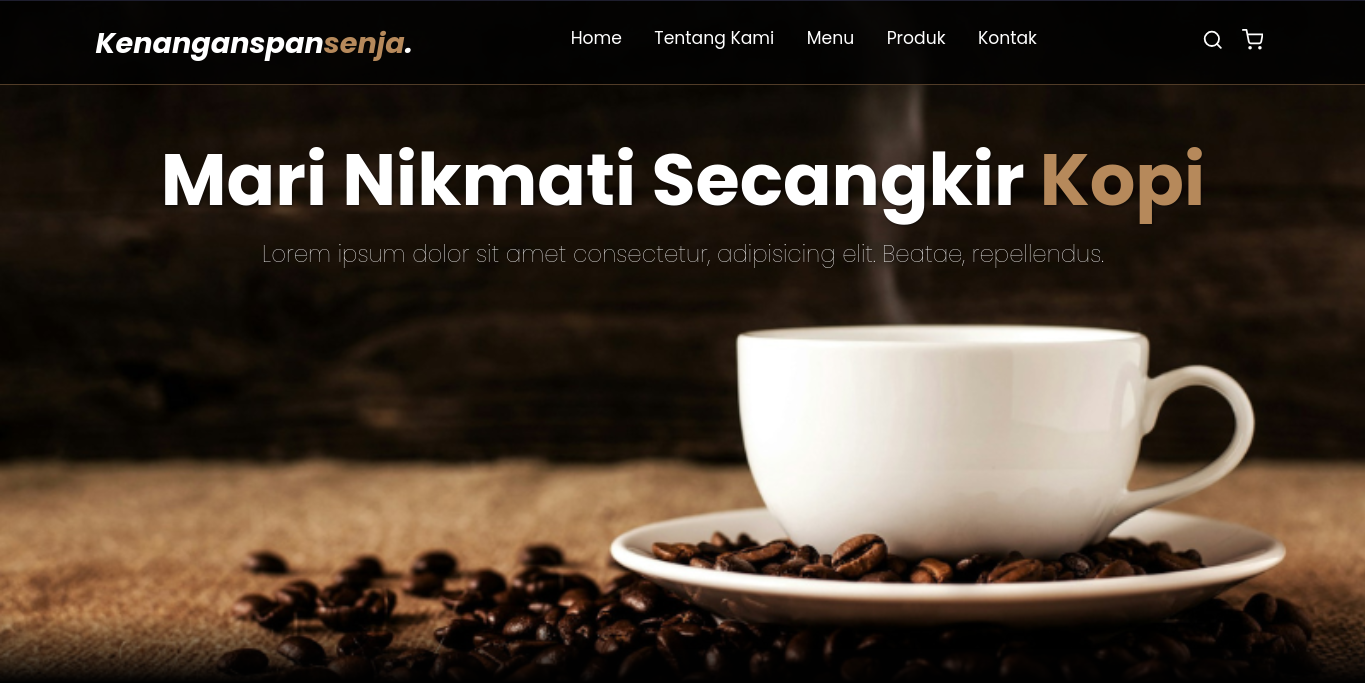 Kenanganspansenja.
Home Tentang Kami Menu Produk Kontak
Mari Nikmati Secangkir Kopi
Lorem ipsum dolor sit amet consectetur, adipisicing elit. Beatae, repellendus.